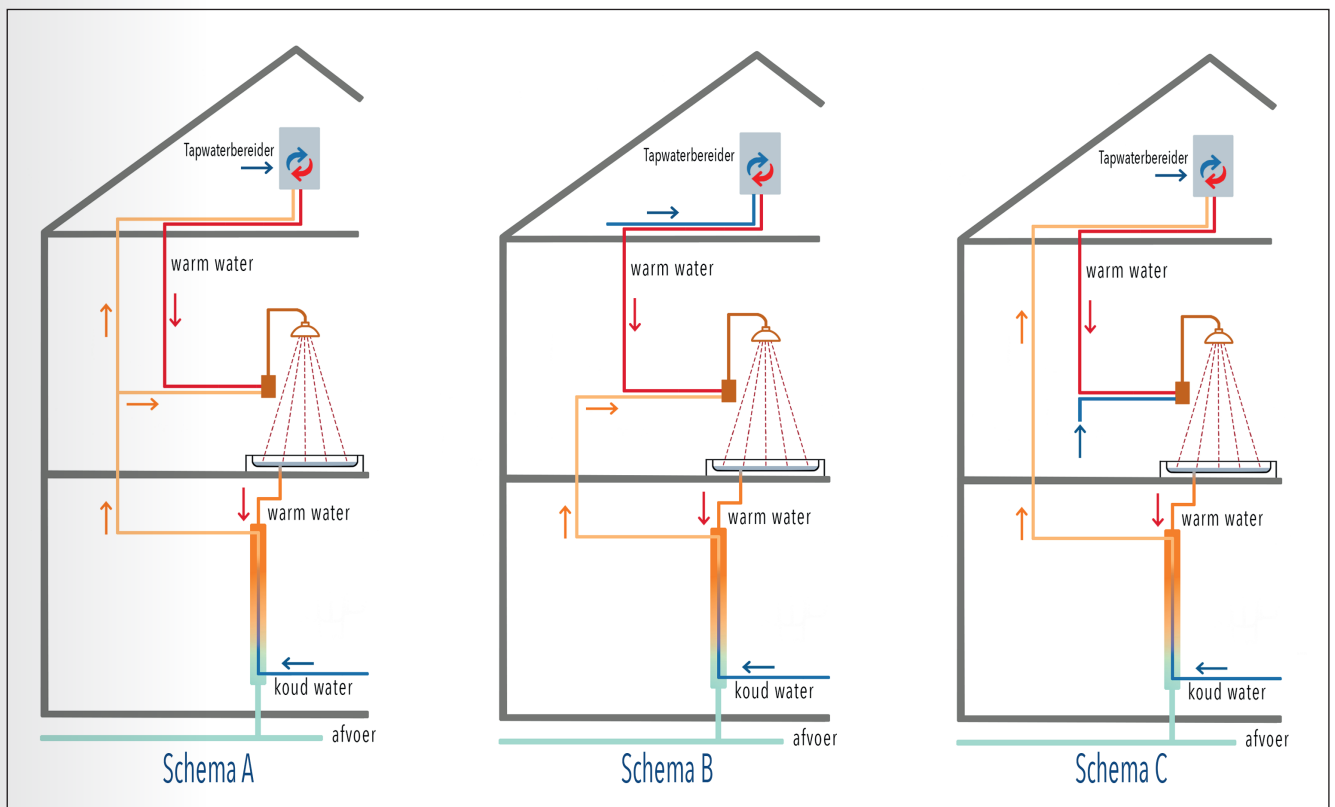 Tapwaterbereider
warm water
warm water
koud water
afvoer
Schema A
Tapwaterbereider
warm water
warm water
koud water
afvoer
Schema B
Tapwaterbereider
warm water
warm water
koud water
afvoer
Schema C